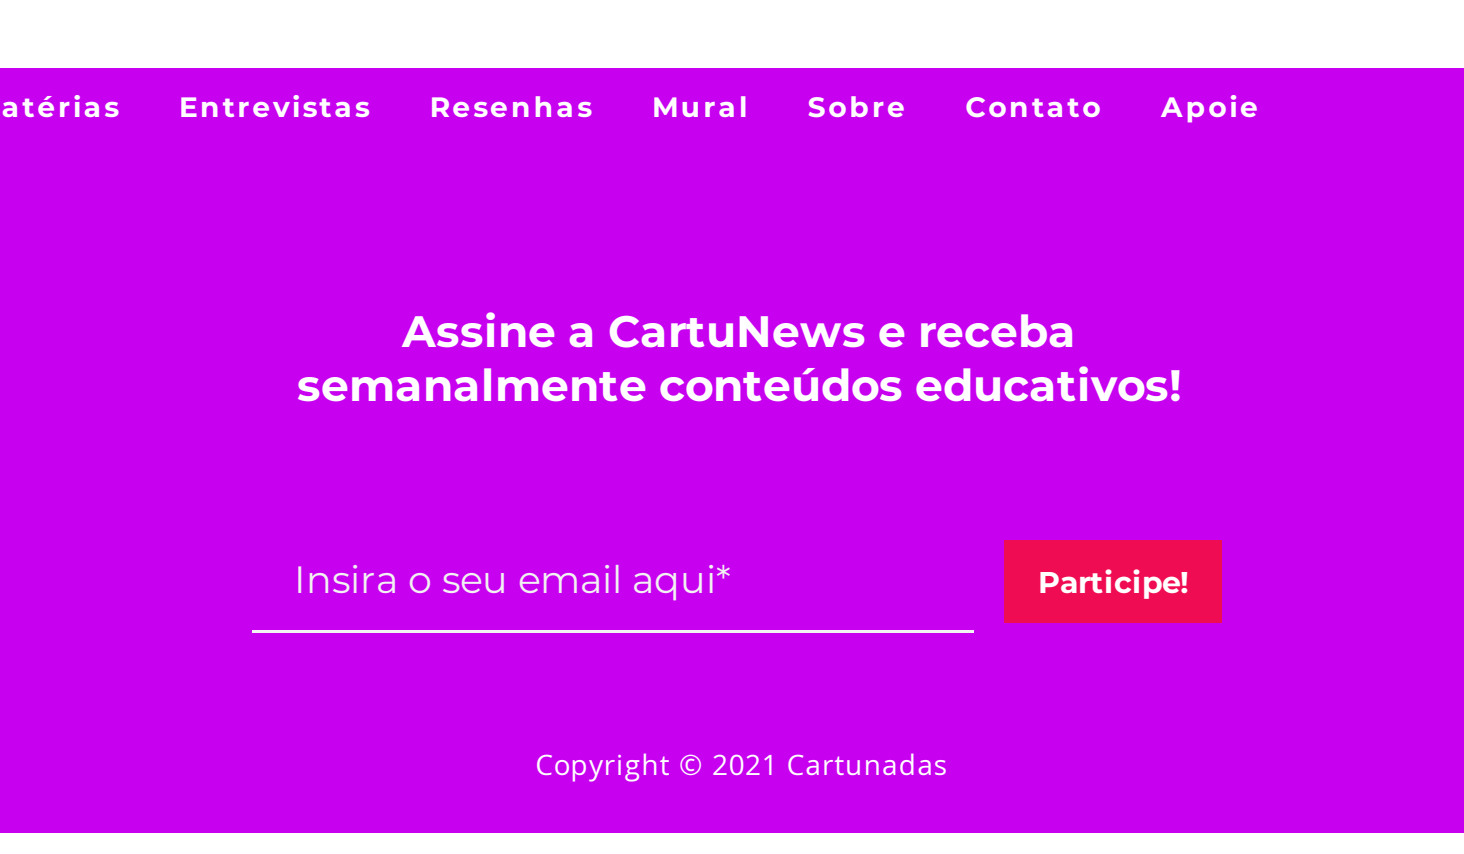 atérias Entrevistas Resenhas Mural Sobre Contato Apoie
Assine a CartuNews e receba
semanalmente conteúdos educativos!
Insira o seu email aqui*
Participe!
Copyright © 2021 Cartunadas